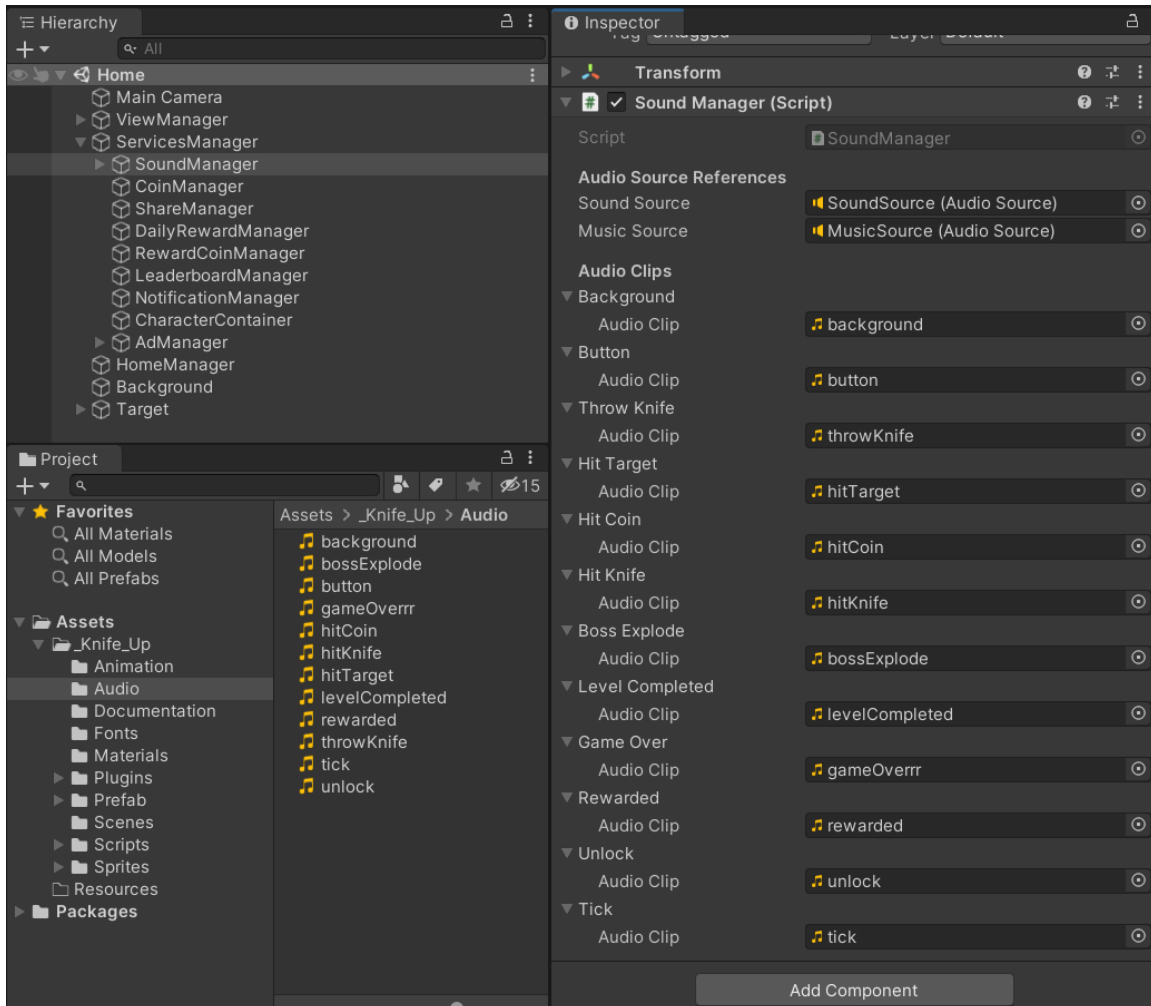 Hierarchy
All
Home
Main Camera
ViewManager
ServicesManager
SoundManager
CoinManager
ShareManager
DailyRewardManager
RewardCoinManager
LeaderboardManager
NotificationManager
CharacterContainer
AdManager
HomeManager
Background
Target
Project
15
Favorites
All Materials
All Models
All Prefabs
Assets
_Knife_Up
Animation
Audio
Documentation
Fonts
Materials
Plugins
Prefab
Scenes
Scripts
Sprites
Resources
Packages
Assets > _Knife_Up > Audio
background
bossExplode
button
gameOverrr
hitCoin
hitKnife
hitTarget
levelCompleted
rewarded
throwKnife
tick
unlock
Inspector
Tag Untagged Layer Default
Transform
Sound Manager (Script)
Script SoundManager
Audio Source References
Sound Source SoundSource (Audio Source)
Music Source MusicSource (Audio Source)
Audio Clips
Background
Audio Clip background
Button
Audio Clip button
Throw Knife
Audio Clip throwKnife
Hit Target
Audio Clip hitTarget
Hit Coin
Audio Clip hitCoin
Hit Knife
Audio Clip hitKnife
Boss Explode
Audio Clip bossExplode
Level Completed
Audio Clip levelCompleted
Game Over
Audio Clip gameOverrr
Rewarded
Audio Clip rewarded
Unlock
Audio Clip unlock
Tick
Audio Clip tick
Add Component